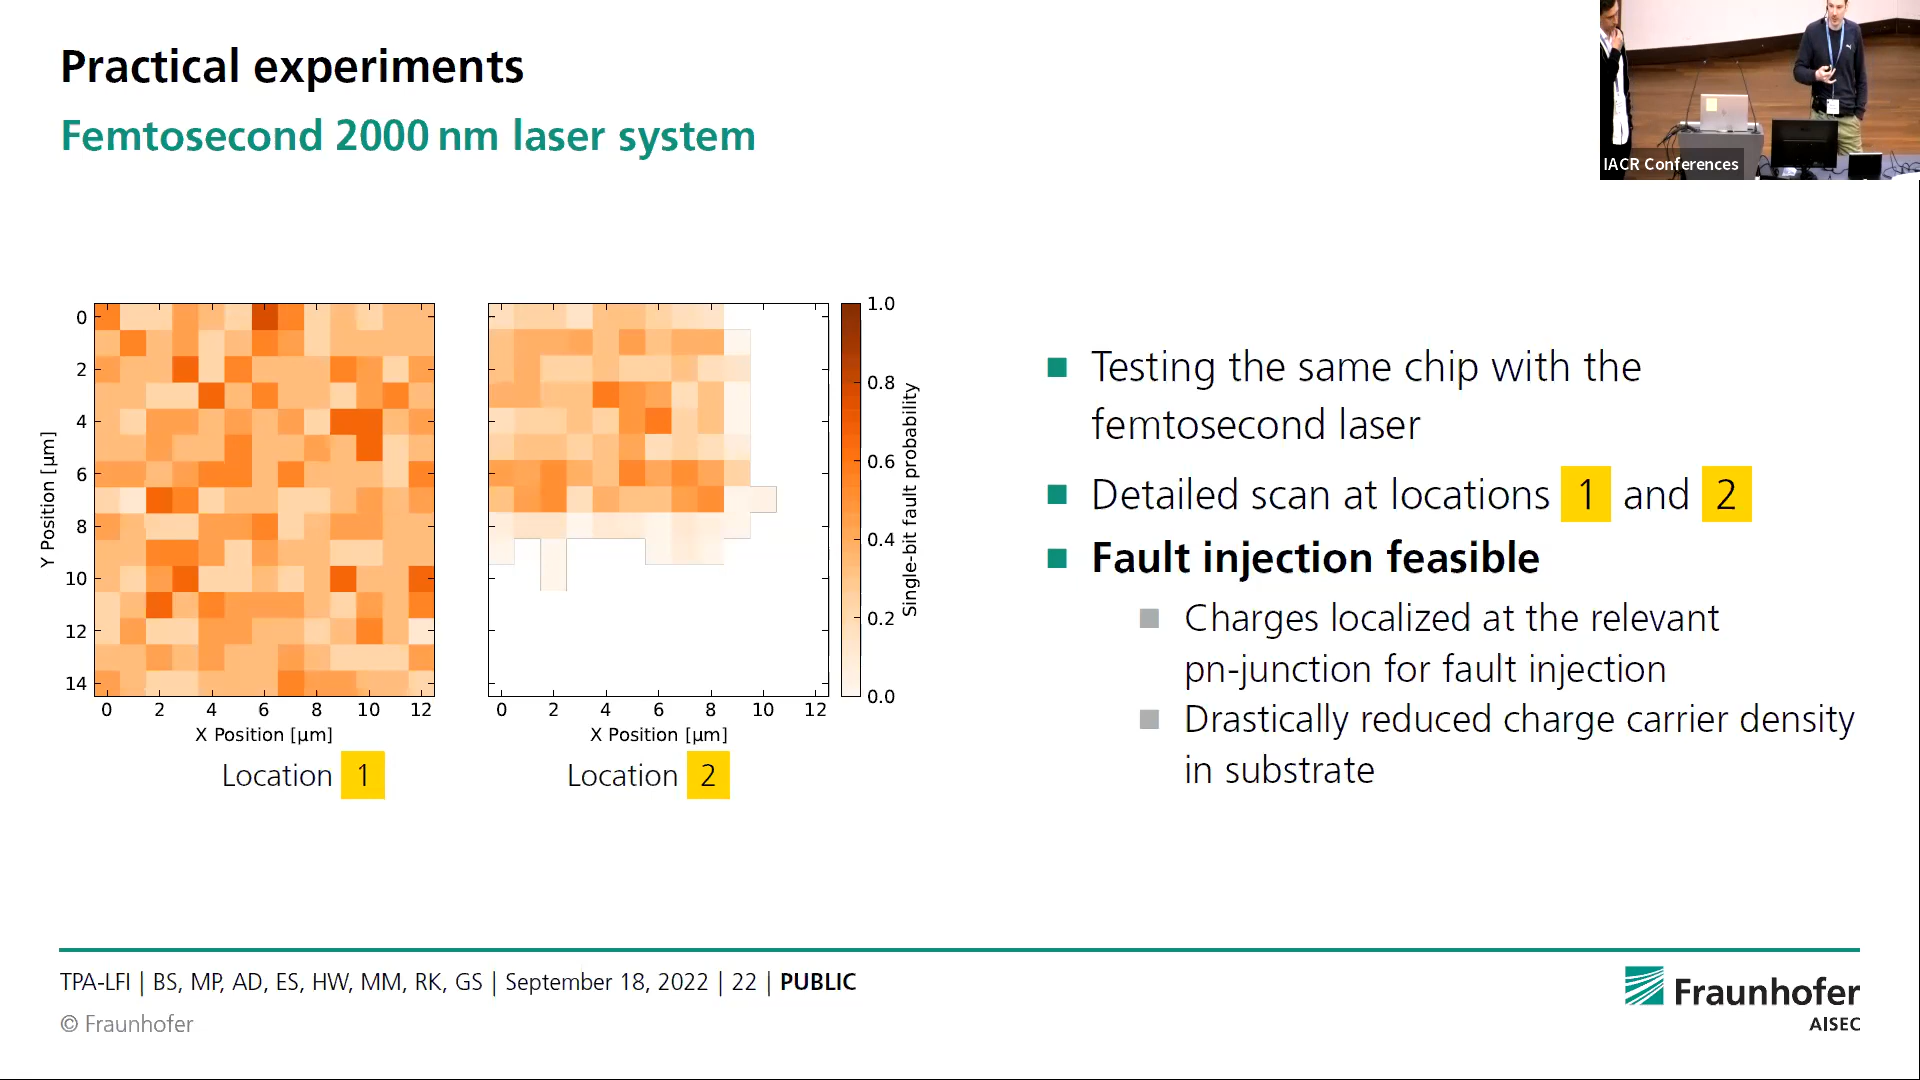 Practical experiments
Femtosecond 2000 nm laser system
IACR Conferences
0
2
4
6
8
10
12
14
Y Position [µm]
0 2 4 6 8 10 12
X Position [µm]
Location 1
0 2 4 6 8 10 12
X Position [µm]
Location 2
1.0
0.8
0.6
0.4
0.2
0.0
Single-bit fault probability
Testing the same chip with the
femtosecond laser
Detailed scan at locations 1 and 2
Fault injection feasible
Charges localized at the relevant
pn-junction for fault injection
Drastically reduced charge carrier density
in substrate
TPA-LFI | BS, MP, AD, ES, HW, MM, RK, GS | September 18, 2022 | 22 | PUBLIC
© Fraunhofer
Fraunhofer
AISEC